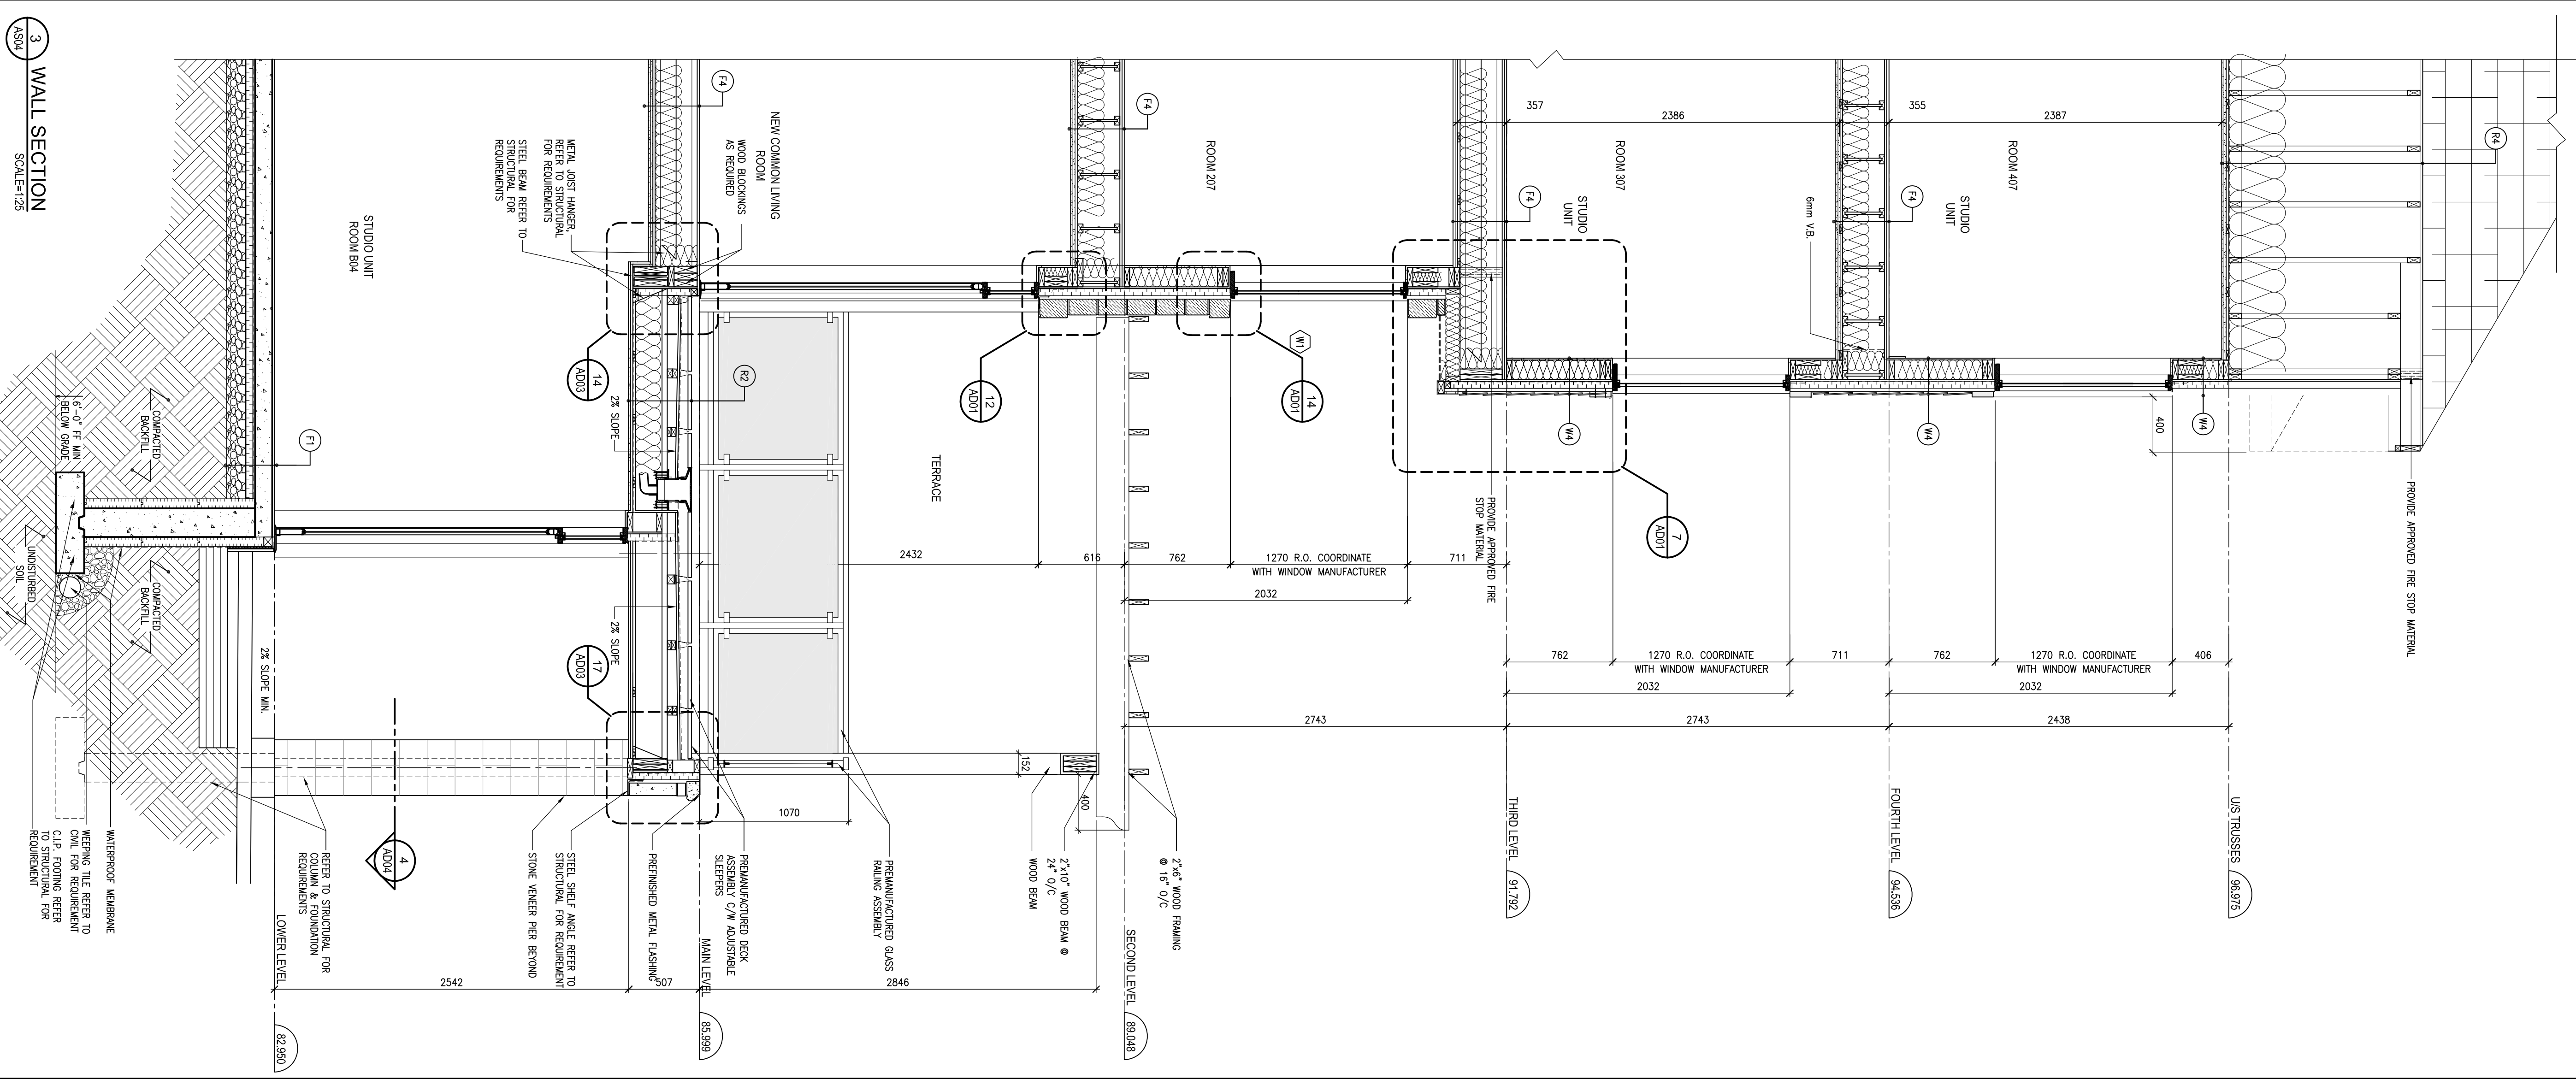 3
AS04
WALL SECTION
SCALE=1:25
R4
ROOM 407
STUDIO
UNIT
F4
6mm V.B.
355
2387
ROOM 307
STUDIO
UNIT
F4
357
2386
ROOM 207
F4
NEW COMMON LIVING
ROOM
WOOD BLOCKINGS
AS REQUIRED
F4
METAL JOIST HANGER,
REFER TO STRUCTURAL
FOR REQUIREMENTS
STEEL BEAM REFER TO
STRUCTURAL FOR
REQUIREMENTS
STUDIO UNIT
ROOM B04
F1
PROVIDE APPROVED FIRE STOP MATERIAL
400
W4
W4
W4
7
AD01
PROVIDE APPROVED FIRE
STOP MATERIAL
W1
14
AD01
12
AD01
TERRACE
R2
14
AD03
2% SLOPE
2% SLOPE
17
AD03
COMPACTED
BACKFILL
6'-0" FF MIN
BELOW GRADE
COMPACTED
BACKFILL
UNDISTURBED
SOIL
2% SLOPE MIN.
2432
616
762
1270 R.O. COORDINATE
WITH WINDOW MANUFACTURER
711
2032
762
1270 R.O. COORDINATE
WITH WINDOW MANUFACTURER
711
762
1270 R.O. COORDINATE
WITH WINDOW MANUFACTURER
406
2032
2032
2743
2743
2438
152
400
1070
U/S TRUSSES
96.975
FOURTH LEVEL
94.536
THIRD LEVEL
91.792
2"x6" WOOD FRAMING
@ 16" O/C
SECOND LEVEL
89.048
2"x10" WOOD BEAM @
24" O/C
WOOD BEAM
PREMANUFACTURED GLASS
RAILING ASSEMBLY
PREMANUFACTURED DECK
ASSEMBLY C/W ADJUSTABLE
SLEEPERS
MAIN LEVEL
85.999
PREFINISHED METAL FLASHING
STEEL SHELF ANGLE REFER TO
STRUCTURAL FOR REQUIREMENT
STONE VENEER PIER BEYOND
4
AD04
REFER TO STRUCTURAL FOR
COLUMN & FOUNDATION
REQUIREMENTS
LOWER LEVEL
82.950
WATERPROOF MEMBRANE
WEEPING TILE REFER TO
CIVIL FOR REQUIREMENT
C.I.P. FOOTING REFER
TO STRUCTURAL FOR
REQUIREMENT
2542
507
2846